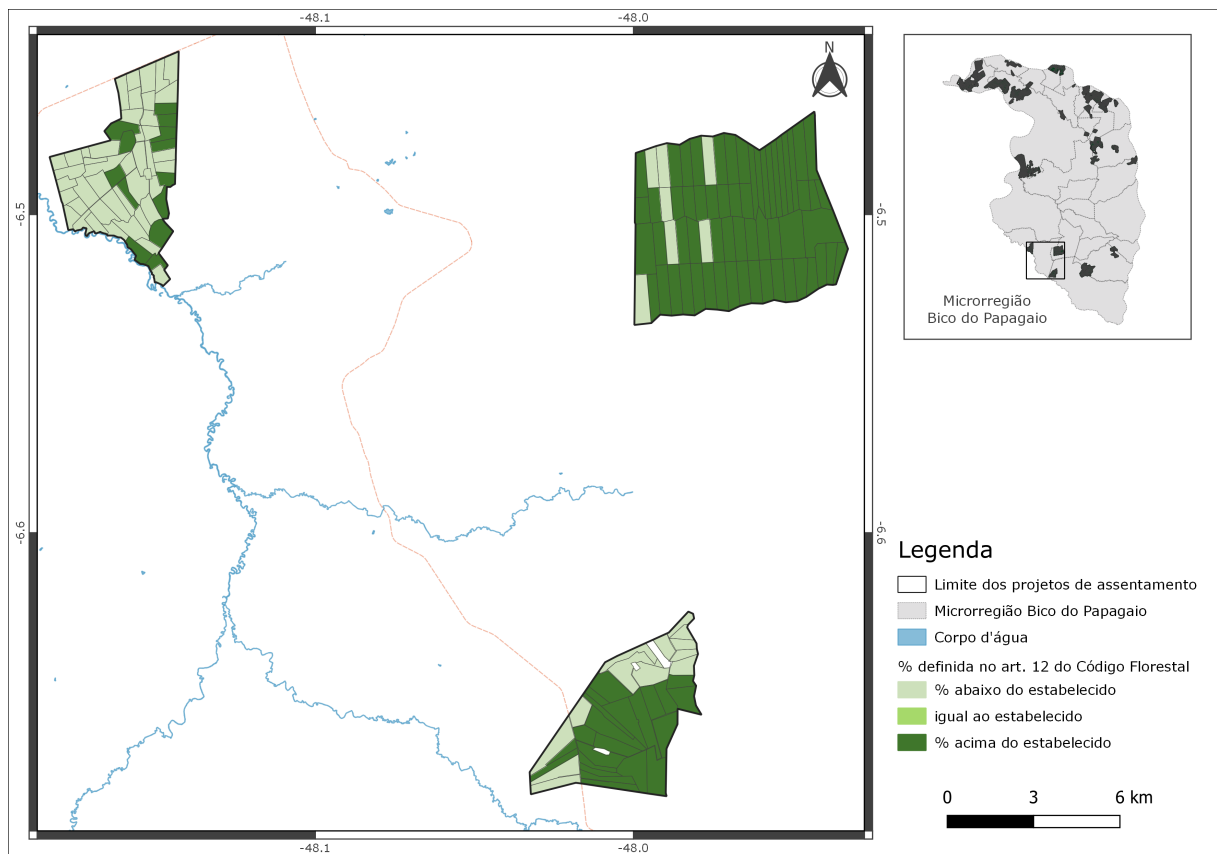 -48.1
-48.0
N
-6.5
-6.5
Microrregião
Bico do Papagaio
-6.6
-6.6
Legenda
Limite dos projetos de assentamento
Microrregião Bico do Papagaio
Corpo d'água
% definida no art. 12 do Código Florestal
% abaixo do estabelecido
igual ao estabelecido
% acima do estabelecido
0 3 6 km
-48.1
-48.0